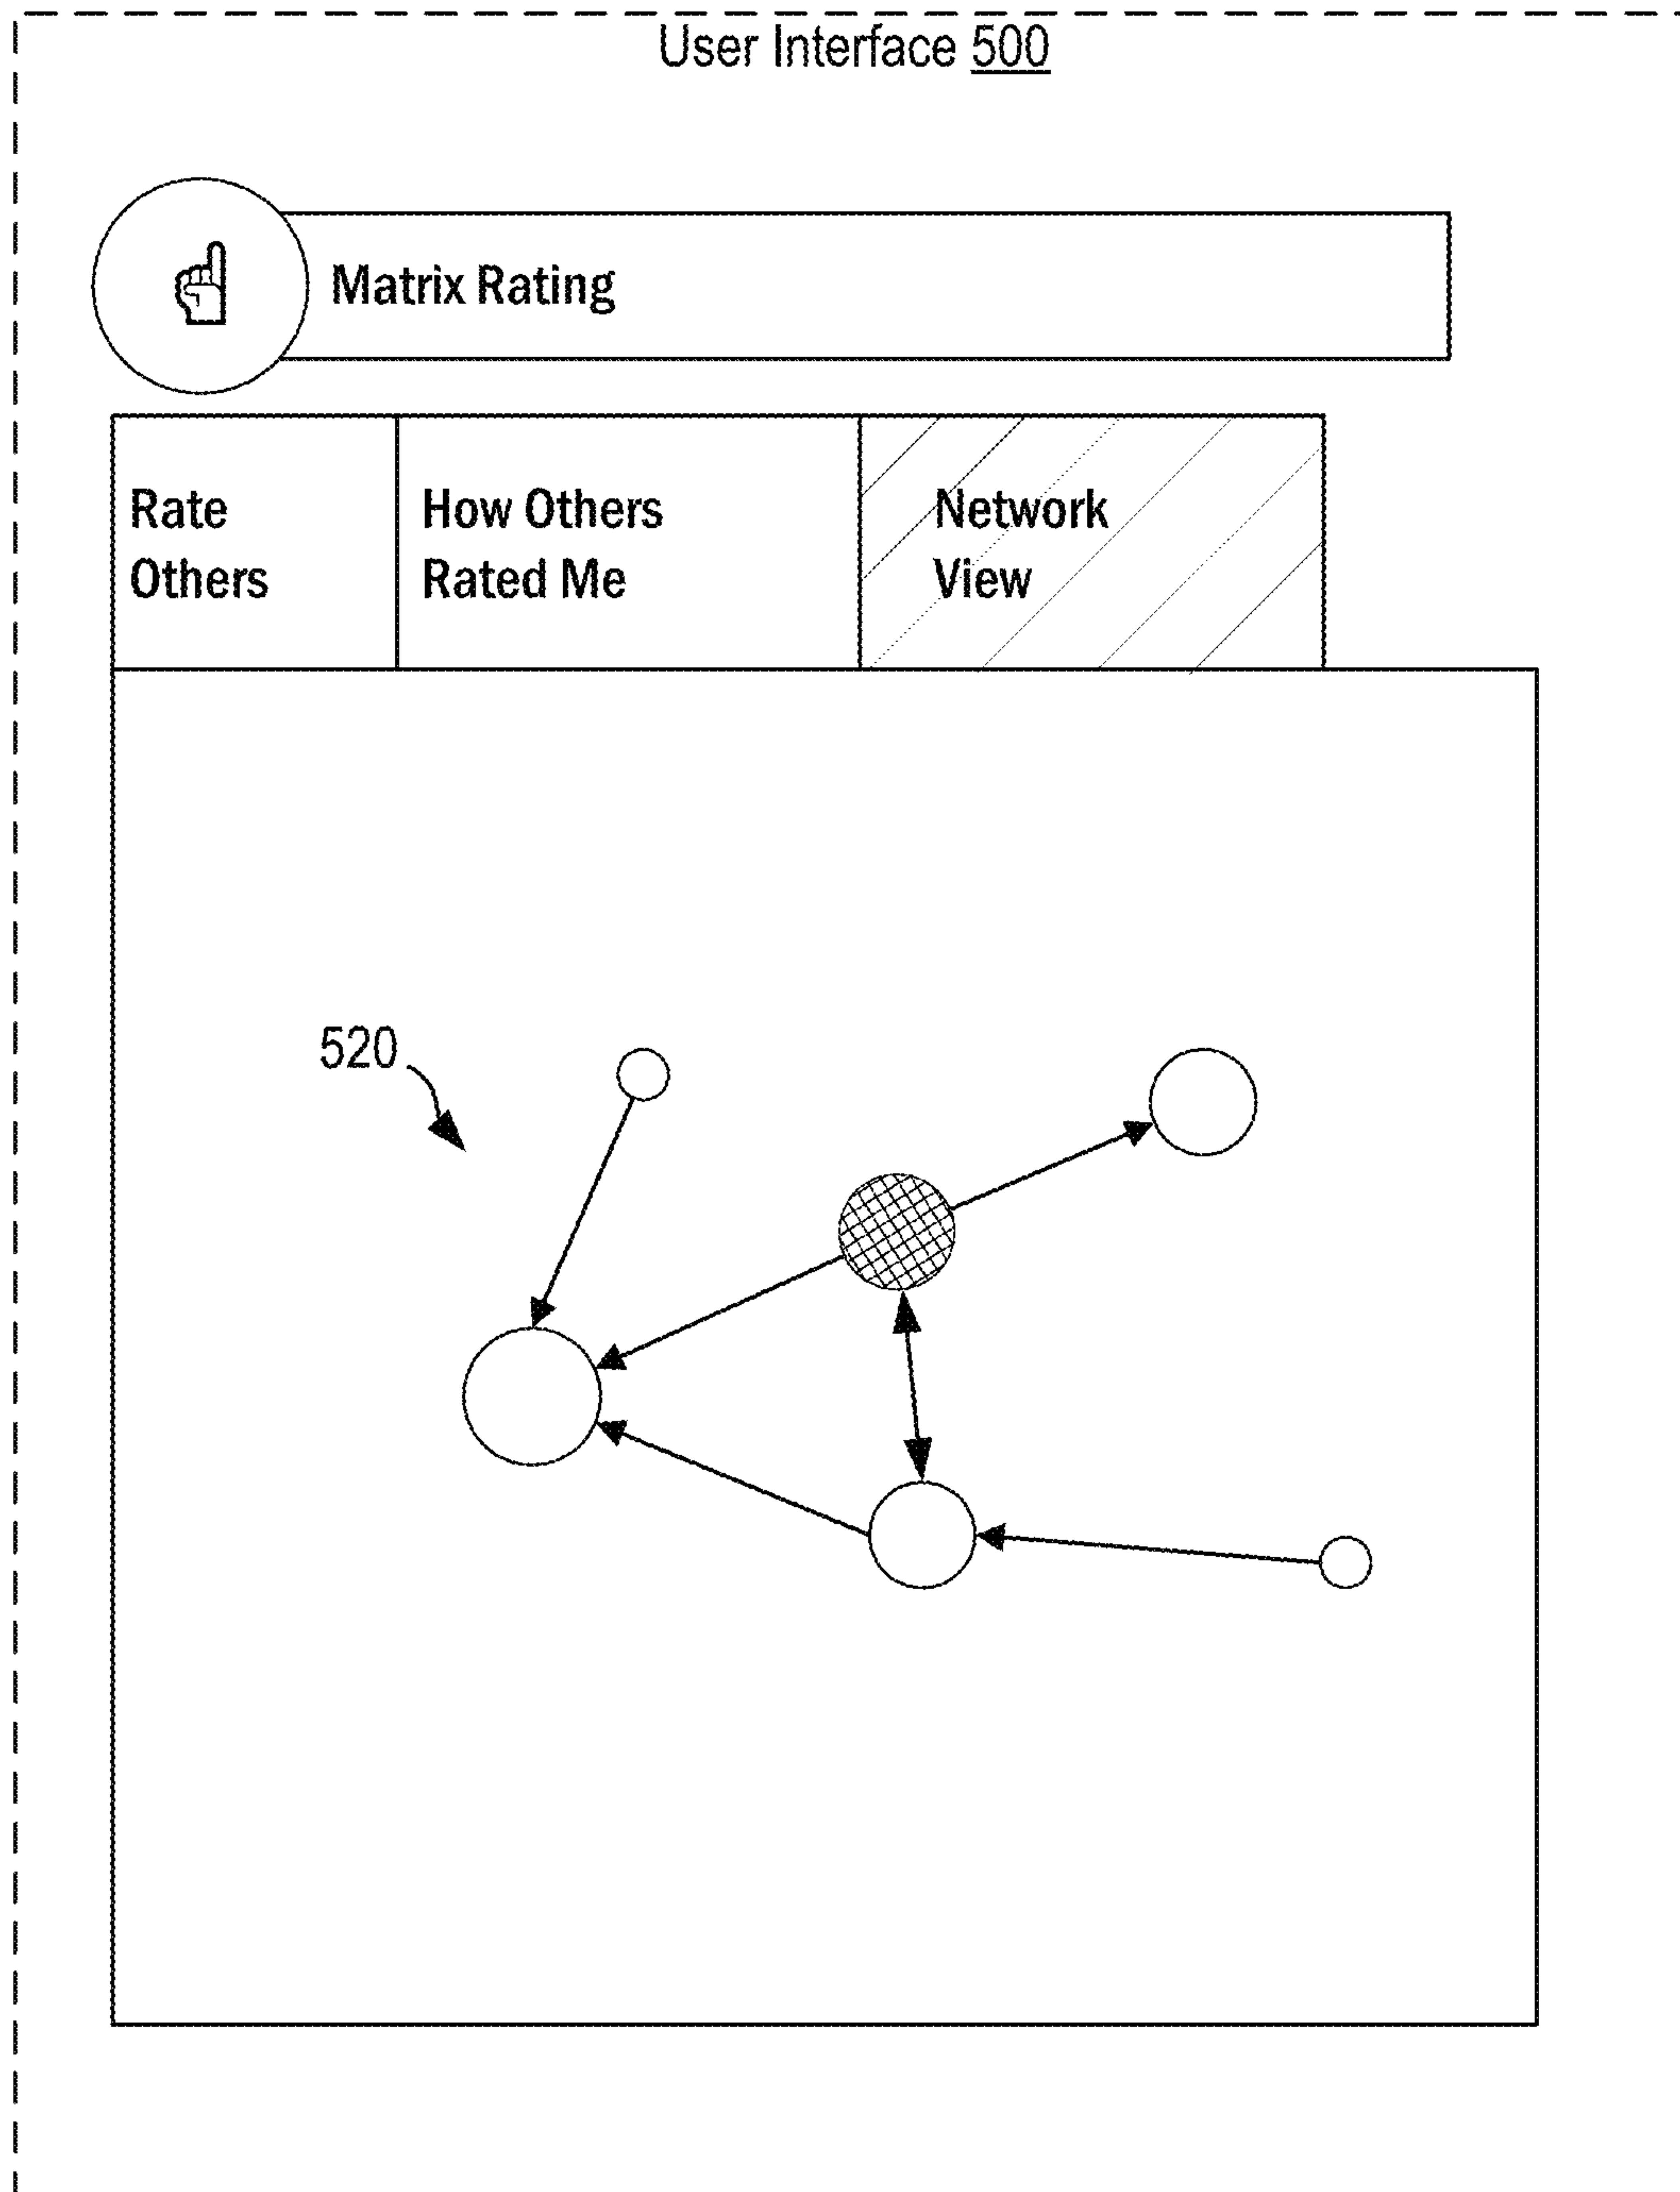 User Interface 500
Matrix Rating
Rate
Others
How Others
Rated Me
Network
View
520